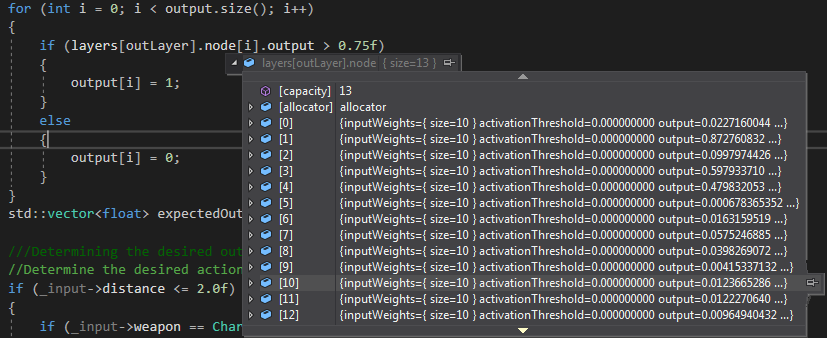 for (int i = 0; i < output.size(); i++)
{
if (layers[outLayer].node[i].output > 0.75f)
{
output[i] = 1;
}
else
{
output[i] = 0;
}
}
std::vector<float> expectedOut
///Determining the desired out
//Determine the desired action
if (_input->distance <= 2.0f)
{
if (_input->weapon == Char
layers[outLayer].node { size=13 }
[capacity] 13
[allocator] allocator
[0] {inputWeights={ size=10 } activationThreshold=0.000000000 output=0.0227160044 ...}
[1] {inputWeights={ size=10 } activationThreshold=0.000000000 output=0.872760832 ...}
[2] {inputWeights={ size=10 } activationThreshold=0.000000000 output=0.0997974426 ...}
[3] {inputWeights={ size=10 } activationThreshold=0.000000000 output=0.597933710 ...}
[4] {inputWeights={ size=10 } activationThreshold=0.000000000 output=0.479832053 ...}
[5] {inputWeights={ size=10 } activationThreshold=0.000000000 output=0.000678365352 ...}
[6] {inputWeights={ size=10 } activationThreshold=0.000000000 output=0.0163159519 ...}
[7] {inputWeights={ size=10 } activationThreshold=0.000000000 output=0.0575246885 ...}
[8] {inputWeights={ size=10 } activationThreshold=0.000000000 output=0.0398269072 ...}
[9] {inputWeights={ size=10 } activationThreshold=0.000000000 output=0.00415337132 ...}
[10] {inputWeights={ size=10 } activationThreshold=0.000000000 output=0.0123665286 ...}
[11] {inputWeights={ size=10 } activationThreshold=0.000000000 output=0.0122270640 ...}
[12] {inputWeights={ size=10 } activationThreshold=0.000000000 output=0.00964940432 ...}